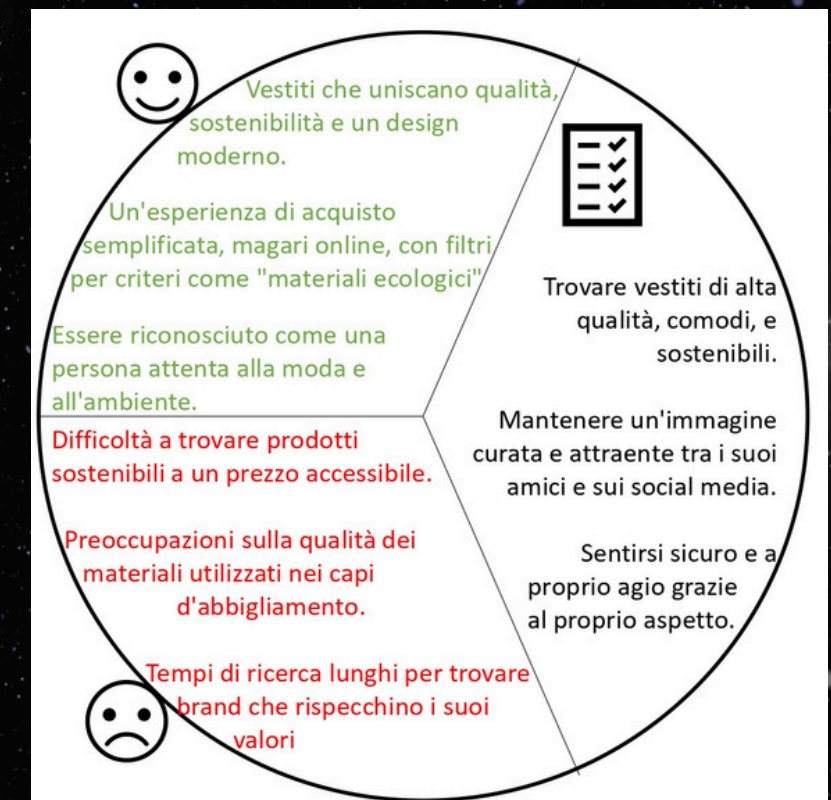 Vestiti che uniscano qualità,
sostenibilità e un design
moderno.
Un'esperienza di acquisto
semplificata, magari online, con filtri
per criteri come "materiali ecologici"
Essere riconosciuto come una
persona attenta alla moda e
all'ambiente.
Difficoltà a trovare prodotti
sostenibili a un prezzo accessibile.
Preoccupazioni sulla qualità dei
materiali utilizzati nei capi
d'abbigliamento.
Tempi di ricerca lunghi per trovare
brand che rispecchino i suoi
valori
Trovare vestiti di alta
qualità, comodi, e
sostenibili.
Mantenere un'immagine
curata e attraente tra i suoi
amici e sui social media.
Sentirsi sicuro e a
proprio agio grazie
al proprio aspetto.